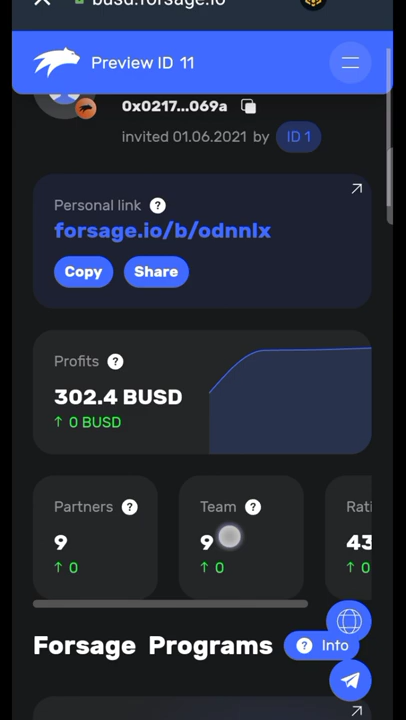 busd.forsage.io
Preview ID 11
0x0217...069a
invited 01.06.2021 by ID 1
Personal link ?
forsage.io/b/odnnlx
Copy Share
Profits ?
302.4 BUSD
↑ 0 BUSD
Partners ? Team ? Rati
9 9 43
↑ 0 ↑ 0 ↑ 0
Forsage Programs ? Info